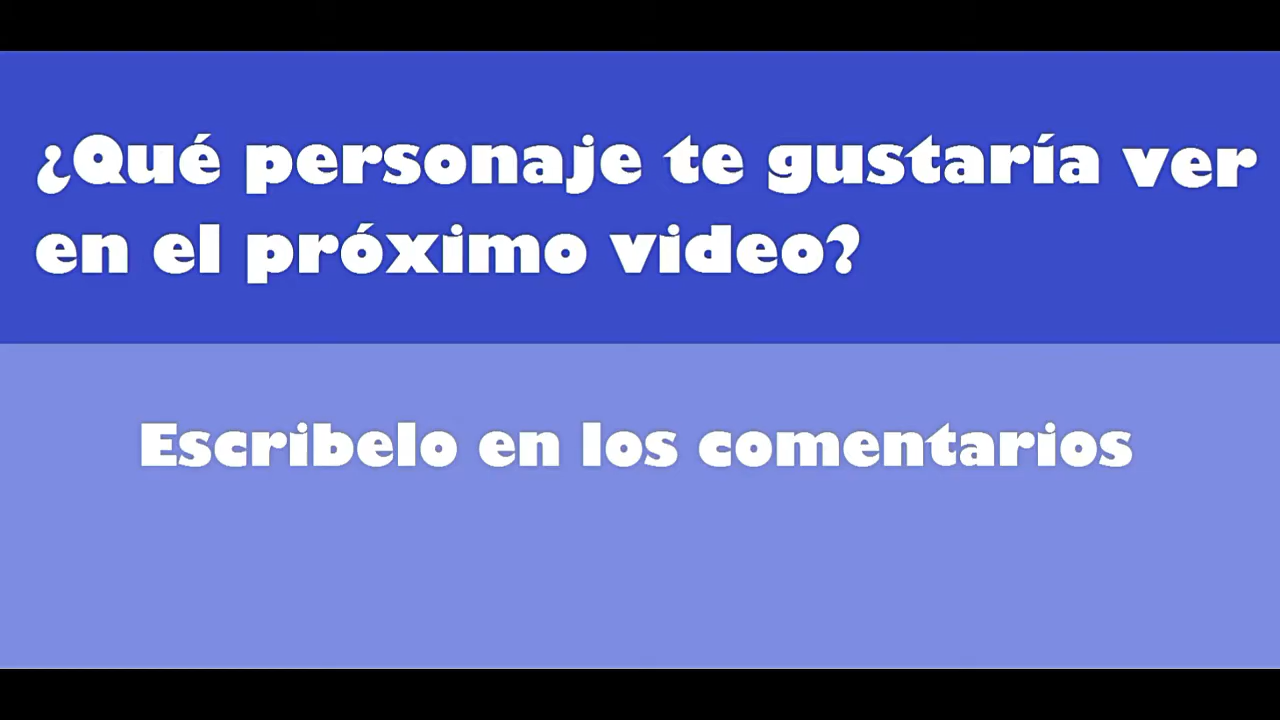 ¿Qué personaje te gustaría ver
en el próximo video?
Escribelo en los comentarios